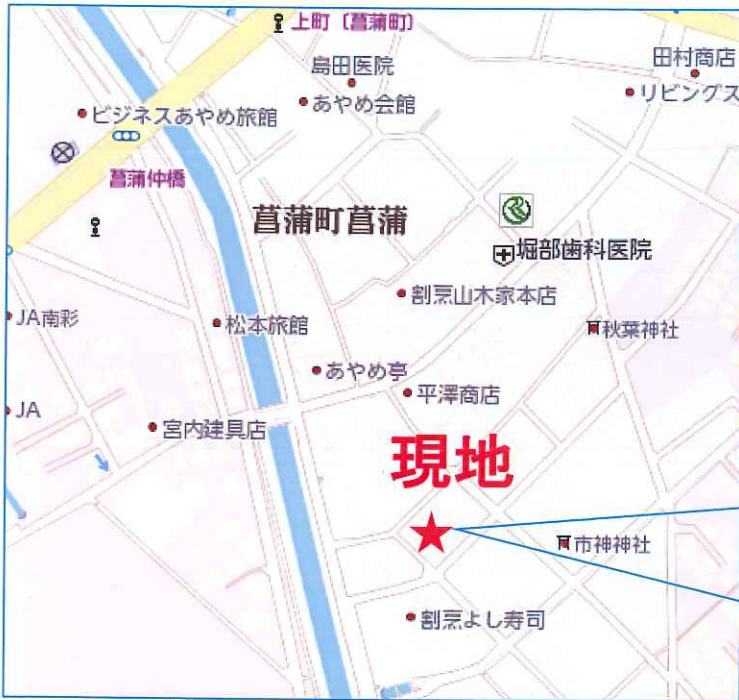 上町〔菖蒲町〕
島田医院
田村商店
あやめ会館
リビングス
ビジネスあやめ旅館
菖蒲仲橋
菖蒲町菖蒲
堀部歯科医院
割烹山木家本店
JA南彩
松本旅館
秋葉神社
あやめ亭
平澤商店
JA
宮内建具店
現地
市神神社
割烹よし寿司